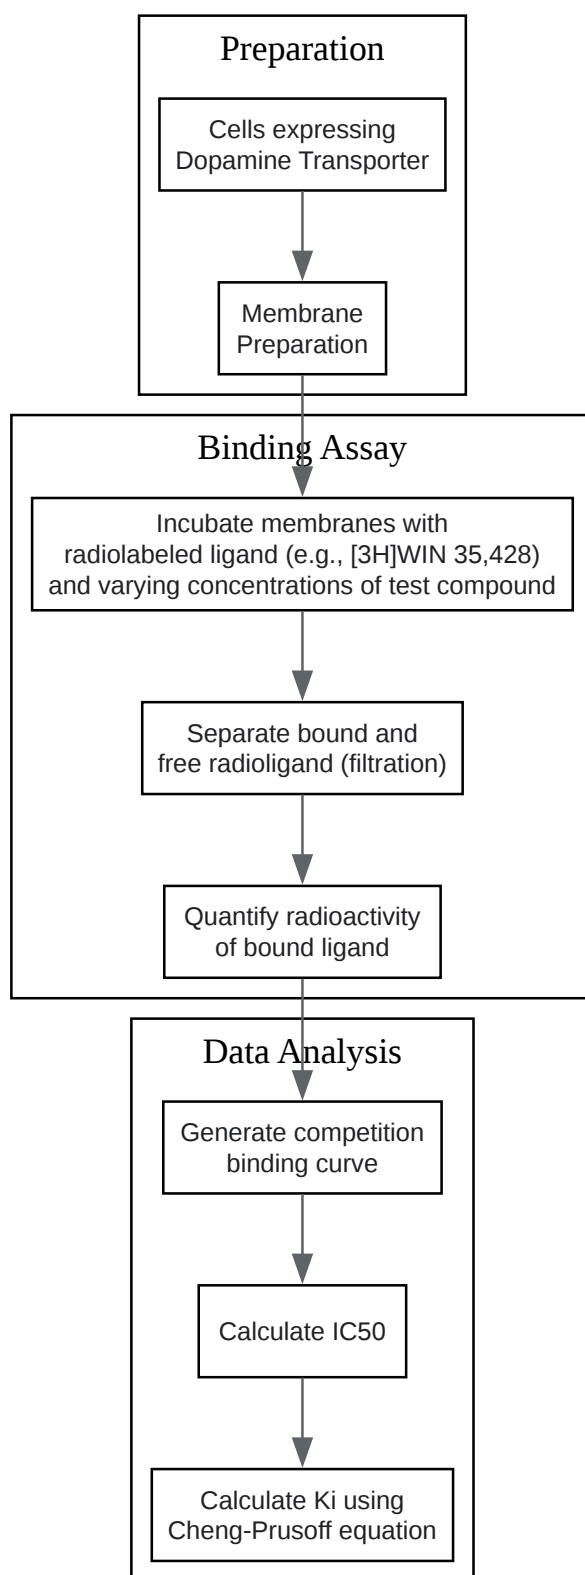 Preparation
Cells expressing
Dopamine Transporter
Membrane
Preparation
Binding Assay
Incubate membranes with
radiolabeled ligand (e.g., [3H]WIN 35,428)
and varying concentrations of test compound
Separate bound and
free radioligand (filtration)
Quantify radioactivity
of bound ligand
Data Analysis
Generate competition
binding curve
Calculate IC50
Calculate Ki using
Cheng-Prusoff equation